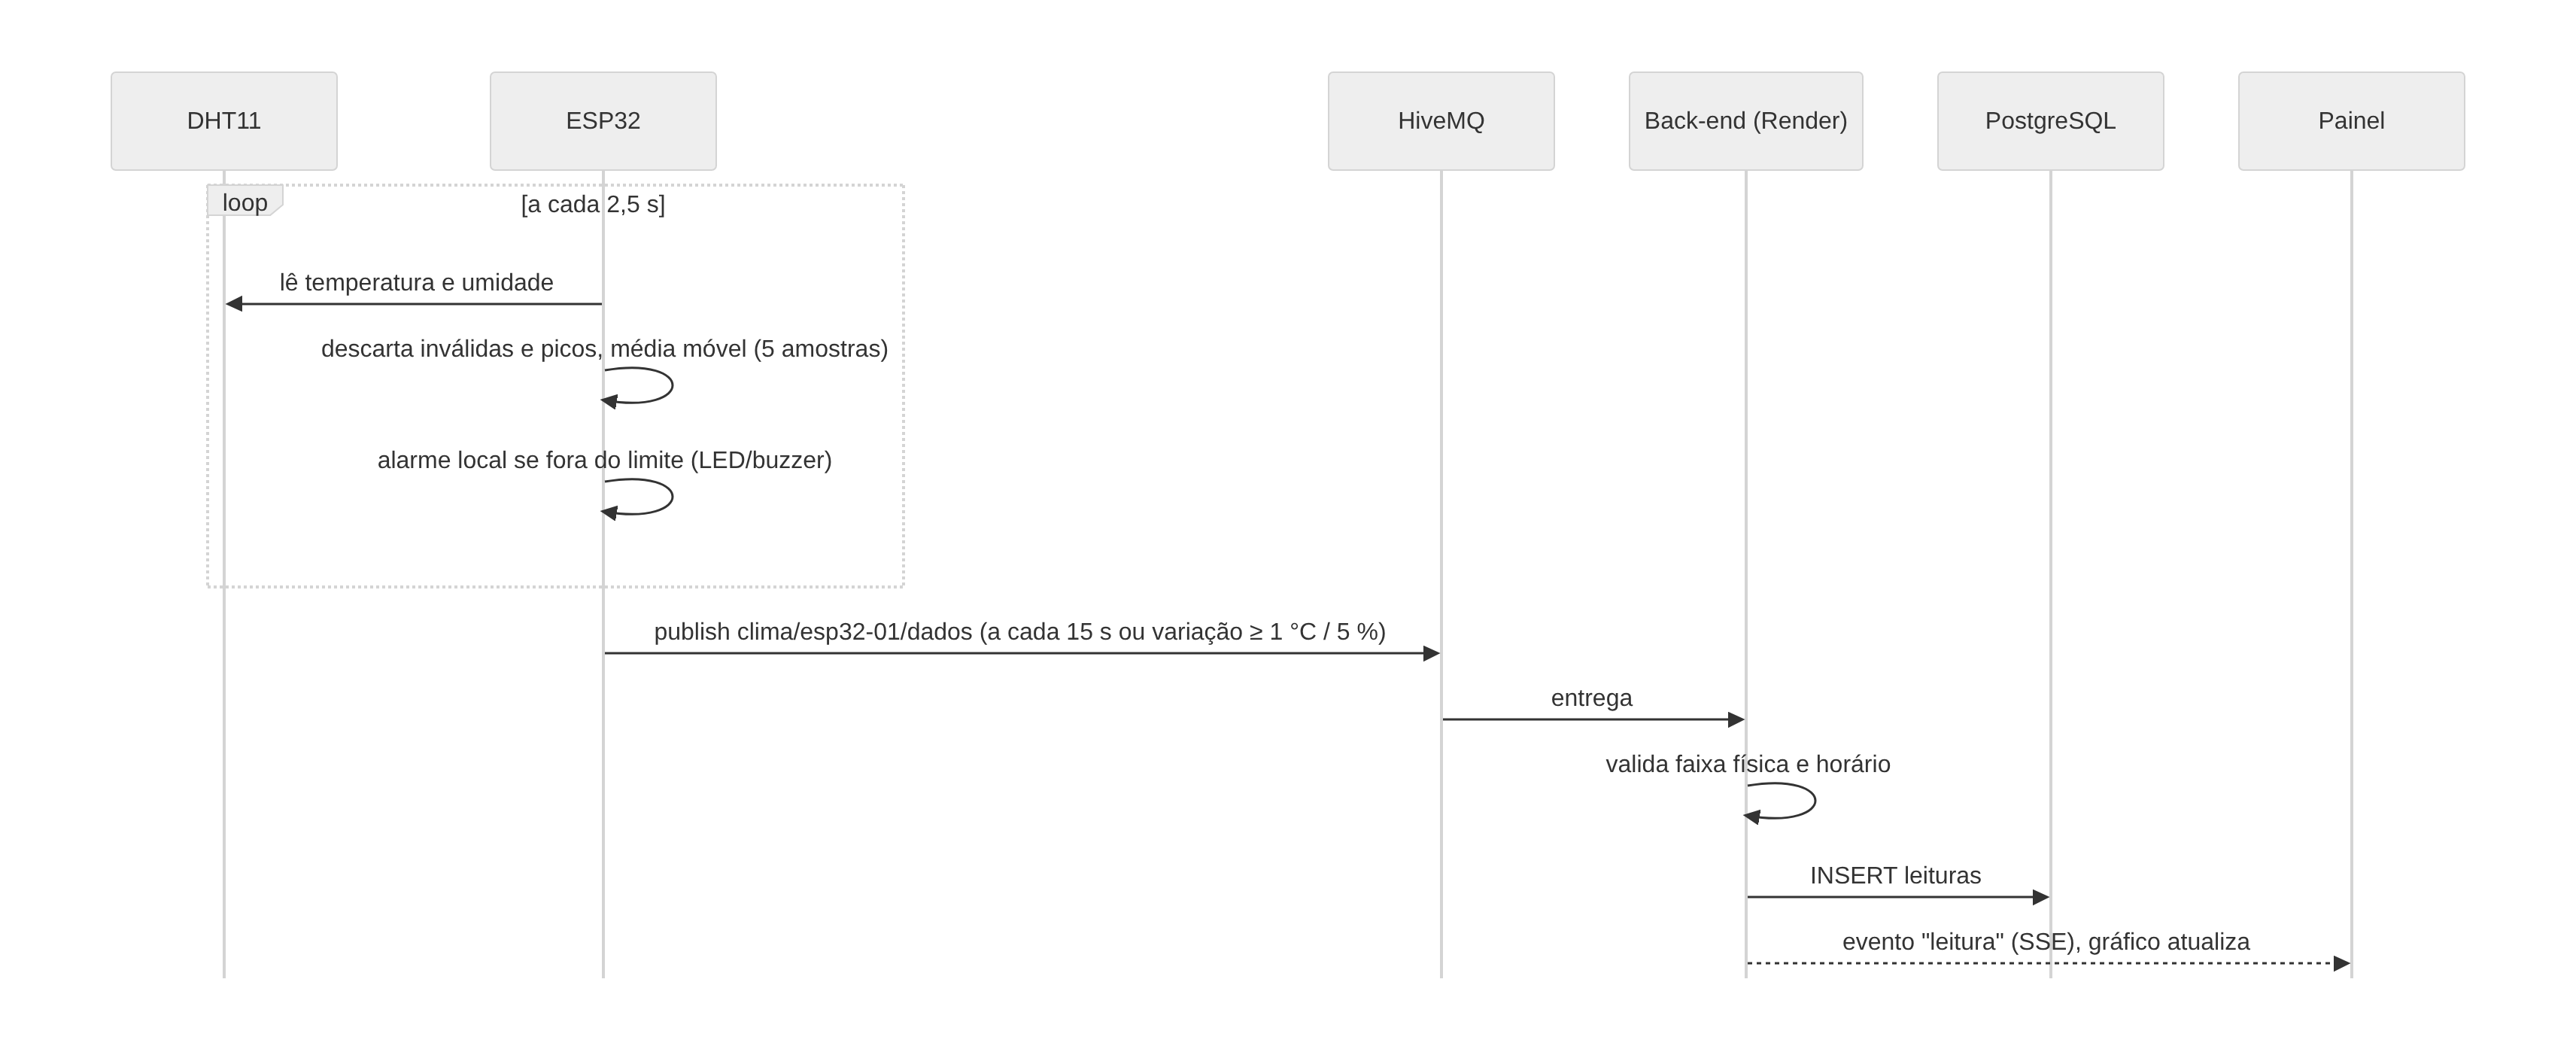 DHT11
ESP32
HiveMQ
Back-end (Render)
PostgreSQL
Painel
loop
[a cada 2,5 s]
lê temperatura e umidade
descarta inválidas e picos, média móvel (5 amostras)
alarme local se fora do limite (LED/buzzer)
publish clima/esp32-01/dados (a cada 15 s ou variação ≥ 1 °C / 5 %)
entrega
valida faixa física e horário
INSERT leituras
evento "leitura" (SSE), gráfico atualiza